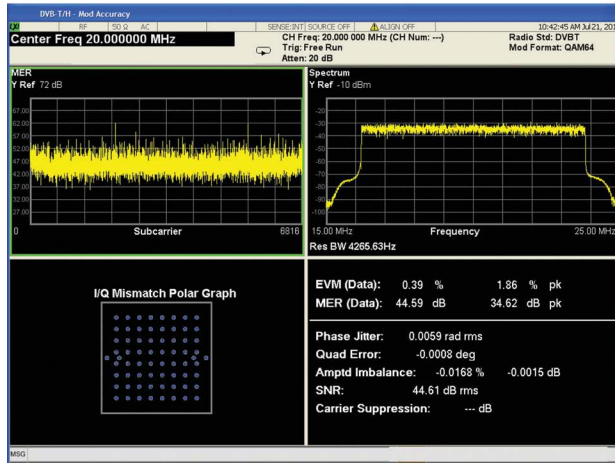 DVB-T/H - Mod Accuracy
RF 50 Ω AC SENSE:INT SOURCE OFF ALIGN OFF 10:42:45 AM Jul 21, 201
Center Freq 20.000000 MHz
CH Freq: 20.000 000 MHz (CH Num: ---)
Trig: Free Run
Atten: 20 dB
Radio Std: DVBT
Mod Format: QAM64
MER
Y Ref 72 dB
67.00
62.00
57.00
52.00
47.00
42.00
37.00
32.00
27.00
0 Subcarrier 6816
Spectrum
Y Ref -10 dBm
-20
-30
-40
-50
-60
-70
-80
-90
-100
15.00 MHz Frequency 25.00 MHz
Res BW 4265.63Hz
I/Q Mismatch Polar Graph
EVM (Data): 0.39 % 1.86 % pk
MER (Data): 44.59 dB 34.62 dB pk
Phase Jitter: 0.0059 rad rms
Quad Error: -0.0008 deg
Amptd Imbalance: -0.0168 % -0.0015 dB
SNR: 44.61 dB rms
Carrier Suppression: --- dB
MSG